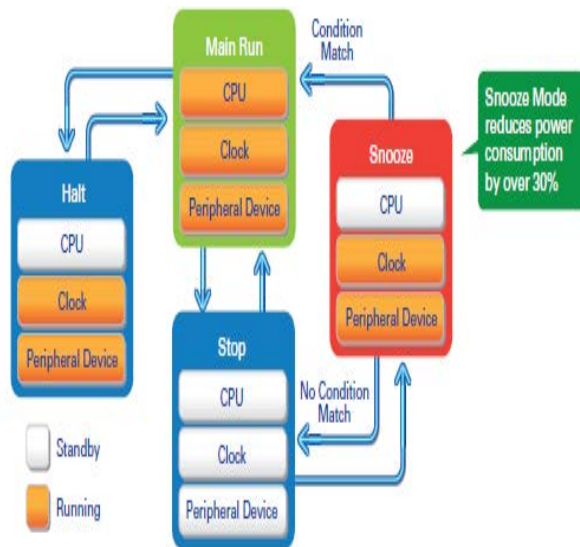 Main Run
CPU
Clock
Peripheral Device
Condition
Match
Snooze Mode
reduces power
consumption
by over 30%
Halt
CPU
Clock
Peripheral Device
Snooze
CPU
Clock
Peripheral Device
Stop
CPU
Clock
Peripheral Device
No Condition
Match
Standby
Running